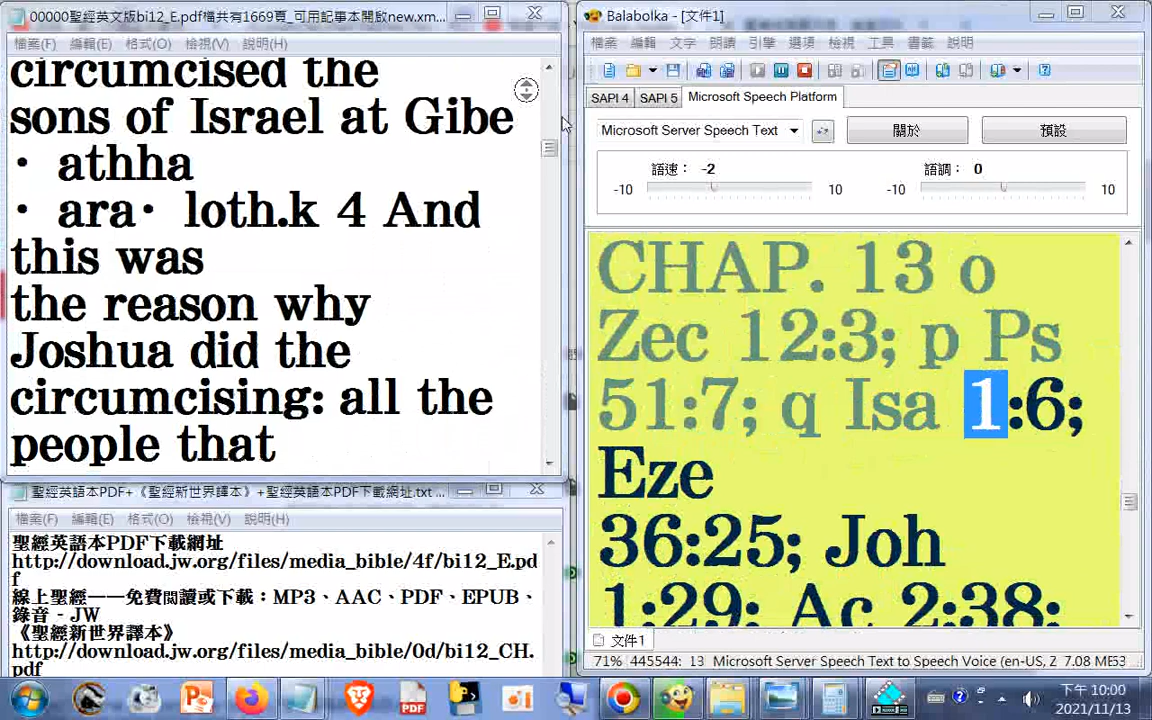 00000聖經英文版bi12_E.pdf檔共有1669頁_可用記事本開啟new.xm...
檔案(F) 編輯(E) 格式(O) 檢視(V) 說明(H)
circumcised the
sons of Israel at Gibe
· athha
· ara· loth.k 4 And
this was
the reason why
Joshua did the
circumcising: all the
people that
聖經英語本PDF+《聖經新世界譯本》+聖經英語本PDF下載網址.txt ...
檔案(F) 編輯(E) 格式(O) 檢視(V) 說明(H)
聖經英語本PDF下載網址
http://download.jw.org/files/media_bible/4f/bi12_E.pd
f
線上聖經——免費閱讀或下載：MP3、AAC、PDF、EPUB、
錄音 - JW
《聖經新世界譯本》
http://download.jw.org/files/media_bible/0d/bi12_CH.
pdf
Balabolka - [文件1]
檔案 編輯 文字 朗讀 引擎 選項 檢視 工具 書籤 說明
SAPI 4 SAPI 5 Microsoft Speech Platform
Microsoft Server Speech Text 關於 預設
語速： -2 語調： 0
-10 10 -10 10
CHAP. 13 o
Zec 12:3; p Ps
51:7; q Isa 1:6;
Eze
36:25; Joh
1:29; Ac 2:38;
文件1
71% 445544: 13 Microsoft Server Speech Text to Speech Voice (en-US, Z 7.08 ME53
下午 10:00
2021/11/13